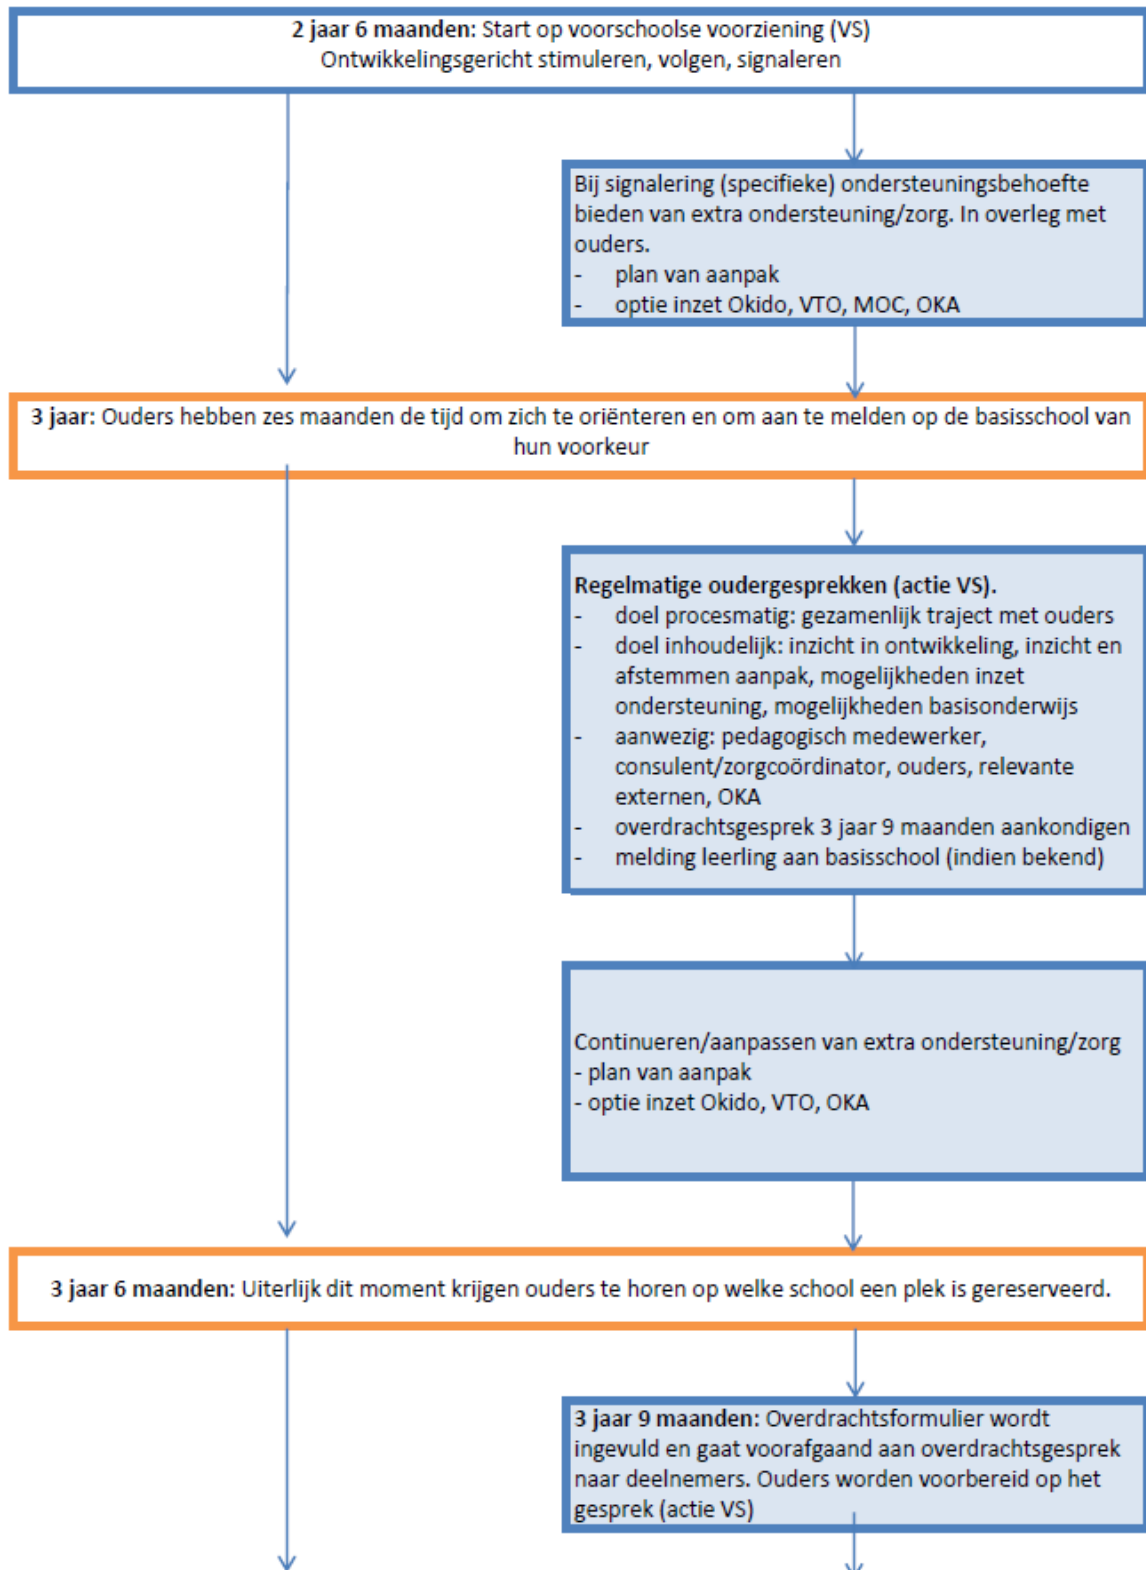 2 jaar 6 maanden: Start op voorschoolse voorziening (VS)
Ontwikkelingsgericht stimuleren, volgen, signaleren
Bij signalering (specifieke) ondersteuningsbehoefte
bieden van extra ondersteuning/zorg. In overleg met
ouders.
- plan van aanpak
- optie inzet Okido, VTO, MOC, OKA
3 jaar: Ouders hebben zes maanden de tijd om zich te oriënteren en om aan te melden op de basisschool van
hun voorkeur
Regelmatige oudergesprekken (actie VS).
- doel procesmatig: gezamenlijk traject met ouders
- doel inhoudelijk: inzicht in ontwikkeling, inzicht en
afstemmen aanpak, mogelijkheden inzet
ondersteuning, mogelijkheden basisonderwijs
- aanwezig: pedagogisch medewerker,
consulent/zorgcoördinator, ouders, relevante
externen, OKA
- overdrachtsgesprek 3 jaar 9 maanden aankondigen
- melding leerling aan basisschool (indien bekend)
Continueren/aanpassen van extra ondersteuning/zorg
- plan van aanpak
- optie inzet Okido, VTO, OKA
3 jaar 6 maanden: Uiterlijk dit moment krijgen ouders te horen op welke school een plek is gereserveerd.
3 jaar 9 maanden: Overdrachtsformulier wordt
ingevuld en gaat voorafgaand aan overdrachtsgesprek
naar deelnemers. Ouders worden voorbereid op het
gesprek (actie VS)